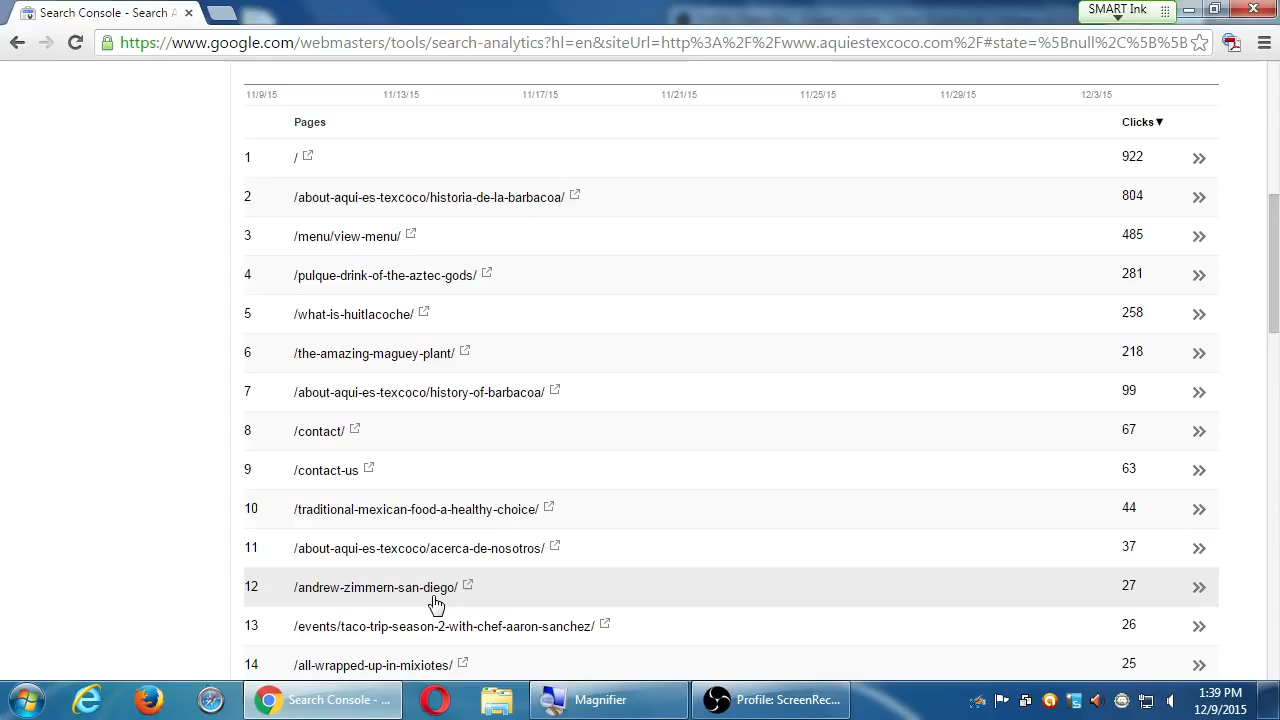 Search Console - Search A
SMART Ink
https://www.google.com/webmasters/tools/search-analytics?hl=en&siteUrl=http%3A%2F%2Fwww.aquiestexcoco.com%2F#state=%5Bnull%2C%5B%5B
11/9/15 11/13/15 11/17/15 11/21/15 11/25/15 11/29/15 12/3/15
Pages Clicks▼
1 / 922
2 /about-aqui-es-texcoco/historia-de-la-barbacoa/ 804
3 /menu/view-menu/ 485
4 /pulque-drink-of-the-aztec-gods/ 281
5 /what-is-huitlacoche/ 258
6 /the-amazing-maguey-plant/ 218
7 /about-aqui-es-texcoco/history-of-barbacoa/ 99
8 /contact/ 67
9 /contact-us 63
10 /traditional-mexican-food-a-healthy-choice/ 44
11 /about-aqui-es-texcoco/acerca-de-nosotros/ 37
12 /andrew-zimmern-san-diego/ 27
13 /events/taco-trip-season-2-with-chef-aaron-sanchez/ 26
14 /all-wrapped-up-in-mixiotes/ 25
Search Console - ... Magnifier Profile: ScreenRec... 1:39 PM
12/9/2015